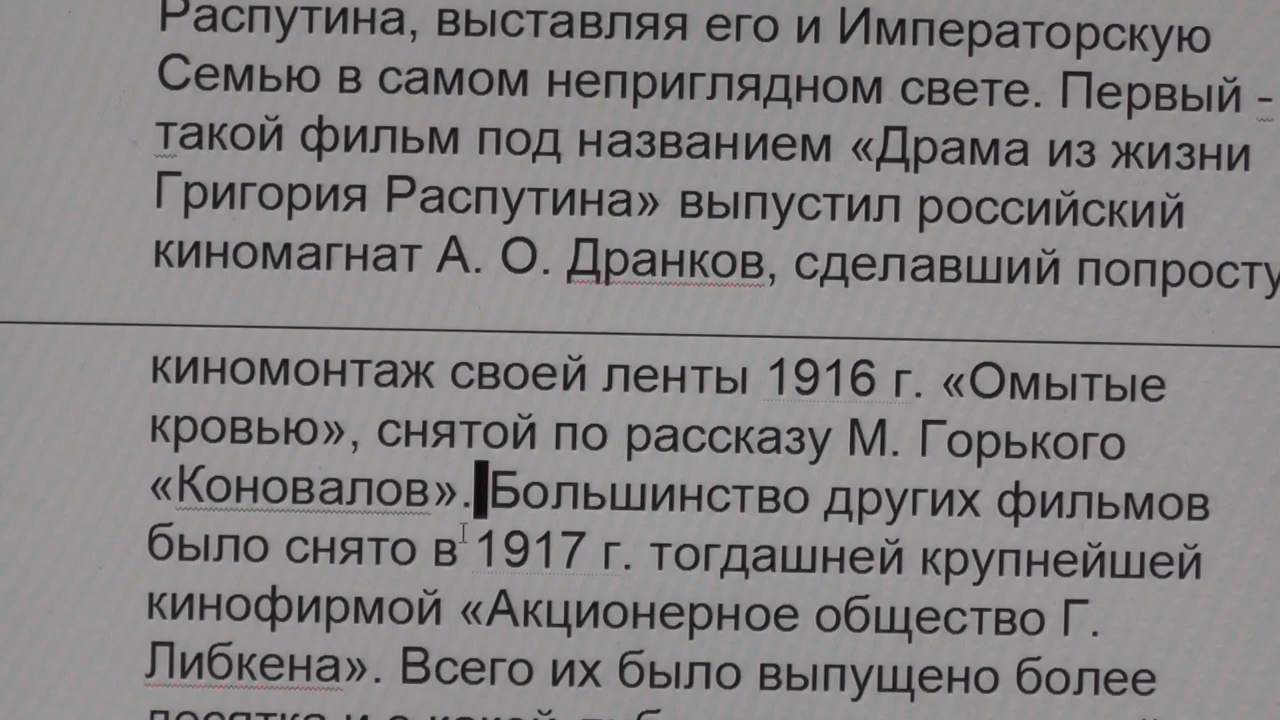 Распутина, выставляя его и Императорскую
Семью в самом неприглядном свете. Первый -
такой фильм под названием «Драма из жизни
Григория Распутина» выпустил российский
киномагнат А. О. Дранков, сделавший попросту
киномонтаж своей ленты 1916 г. «Омытые
кровью», снятой по рассказу М. Горького
«Коновалов». Большинство других фильмов
было снято в 1917 г. тогдашней крупнейшей
кинофирмой «Акционерное общество Г.
Либкена». Всего их было выпущено более